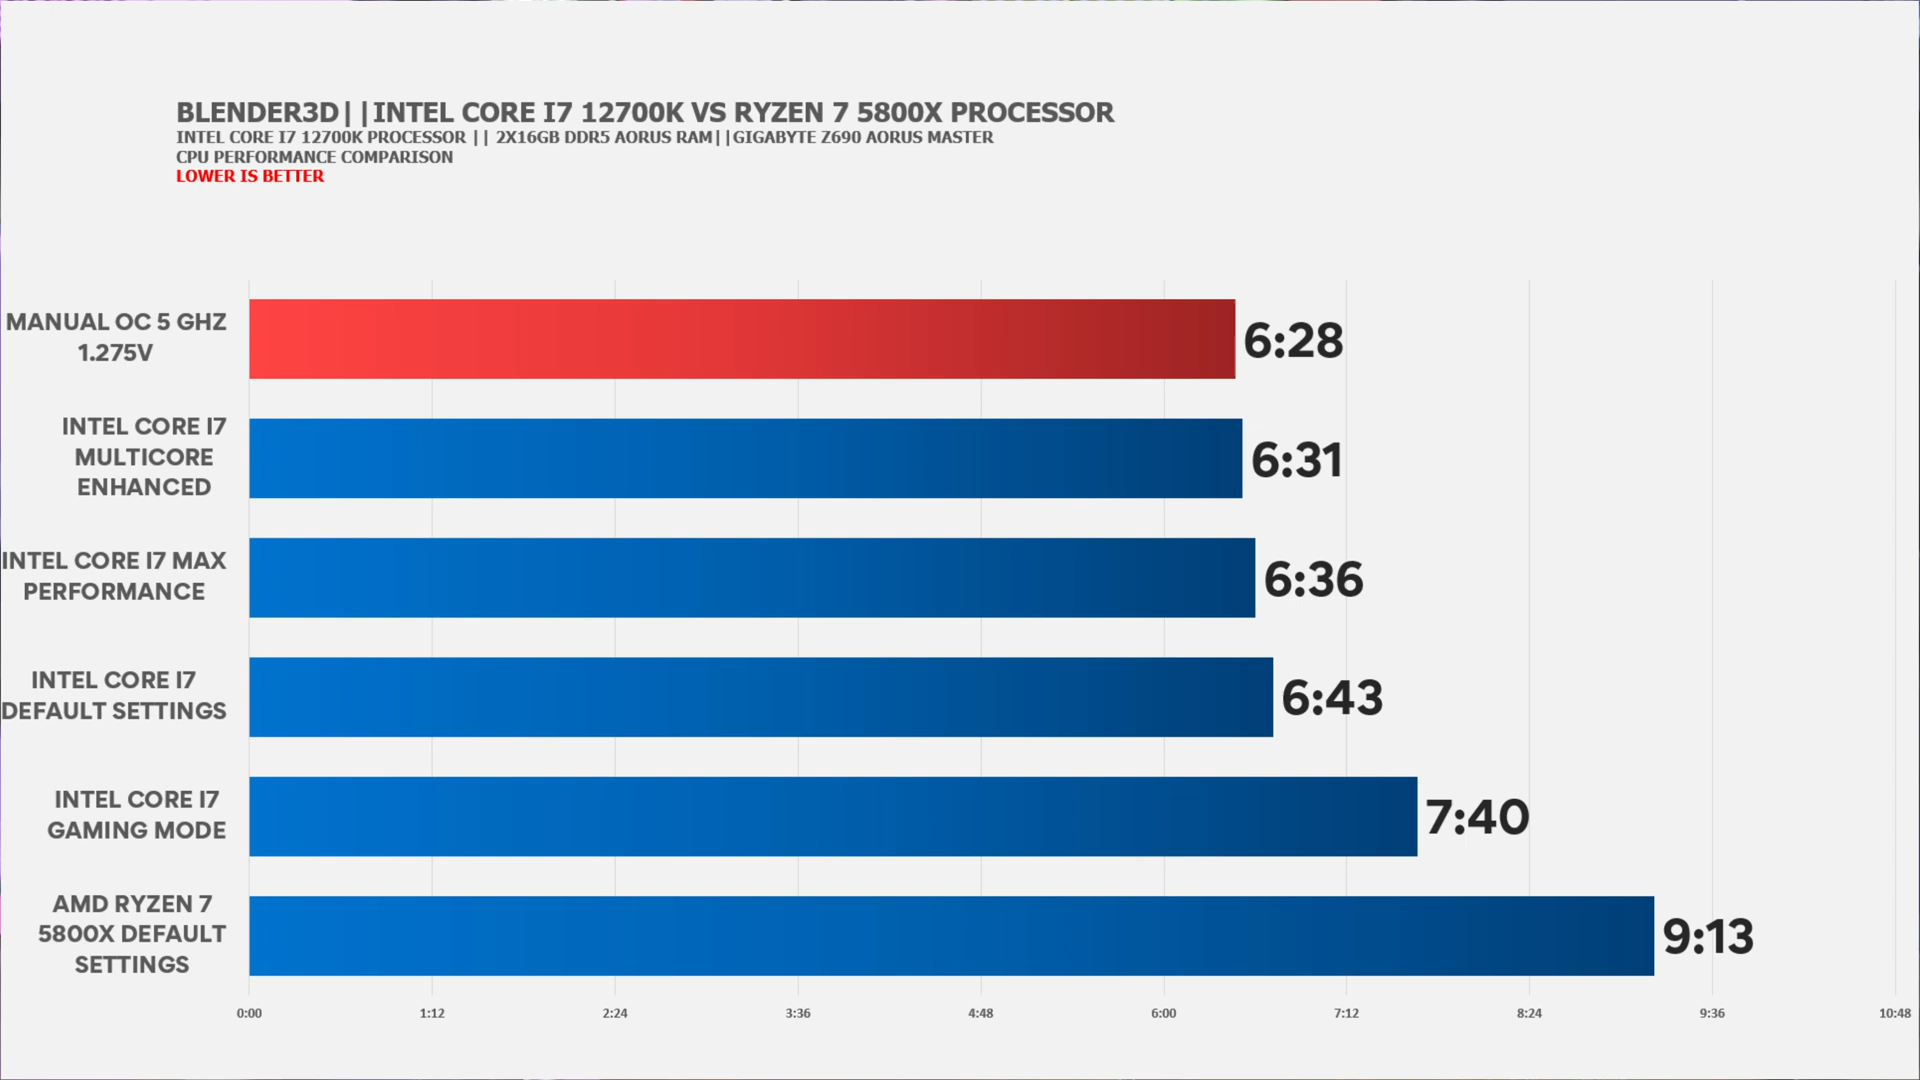 BLENDER3D||INTEL CORE I7 12700K VS RYZEN 7 5800X PROCESSOR
INTEL CORE I7 12700K PROCESSOR || 2X16GB DDR5 AORUS RAM||GIGABYTE Z690 AORUS MASTER
CPU PERFORMANCE COMPARISON
LOWER IS BETTER
MANUAL OC 5 GHZ
1.275V
6:28
INTEL CORE I7
MULTICORE
ENHANCED
6:31
INTEL CORE I7 MAX
PERFORMANCE
6:36
INTEL CORE I7
DEFAULT SETTINGS
6:43
INTEL CORE I7
GAMING MODE
7:40
AMD RYZEN 7
5800X DEFAULT
SETTINGS
9:13
0:00 1:12 2:24 3:36 4:48 6:00 7:12 8:24 9:36 10:48